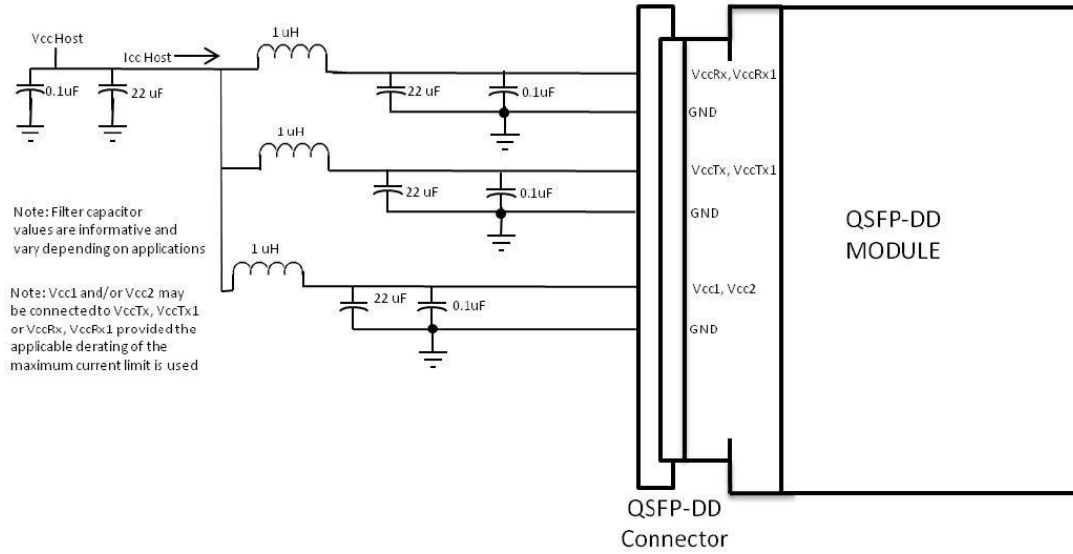 1 uH
Vcc Host
Icc Host
0.1uF
22 uF
22 uF
0.1uF
VccRx, VccRx1
GND
1 uH
22 uF
0.1uF
VccTx, VccTx1
GND
Note: Filter capacitor
values are informative and
vary depending on applications
1 uH
22 uF
0.1uF
Vcc1, Vcc2
GND
Note: Vcc1 and/or Vcc2 may
be connected to VccTx, VccTx1
or VccRx, VccRx1 provided the
applicable derating of the
maximum current limit is used
QSFP-DD
MODULE
QSFP-DD
Connector